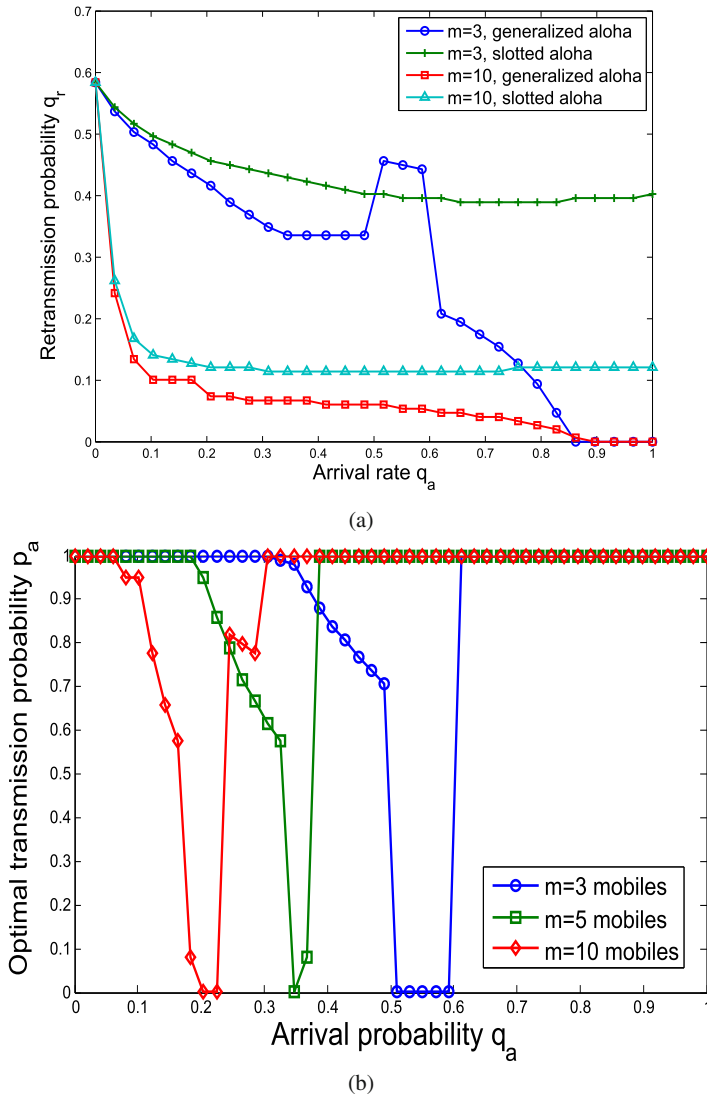 m=3, generalized aloha
m=3, slotted aloha
m=10, generalized aloha
m=10, slotted aloha
Retransmission probability q_r
0.7
0.6
0.5
0.4
0.3
0.2
0.1
0
0 0.1 0.2 0.3 0.4 0.5 0.6 0.7 0.8 0.9 1
Arrival rate q_a
(a)
Optimal transmission probability p_a
1
0.9
0.8
0.7
0.6
0.5
0.4
0.3
0.2
0.1
0
m=3 mobiles
m=5 mobiles
m=10 mobiles
0 0.1 0.2 0.3 0.4 0.5 0.6 0.7 0.8 0.9 1
Arrival probability q_a
(b)